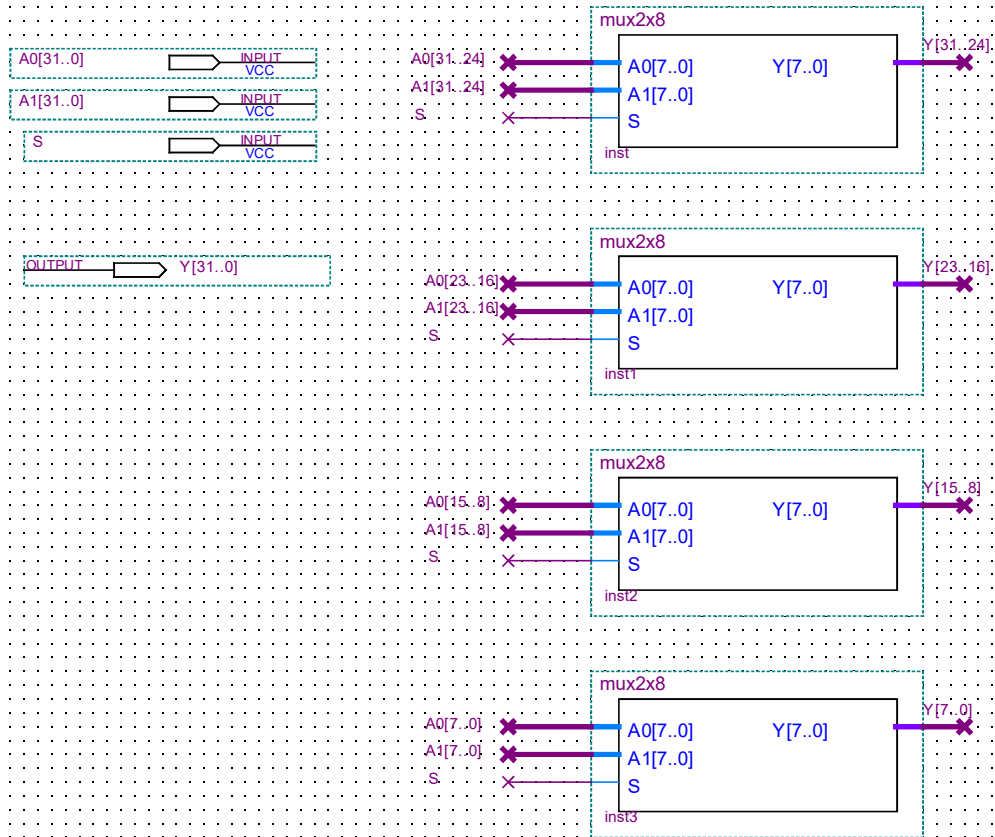 A0[31..0] INPUT
VCC
A1[31..0] INPUT
VCC
S INPUT
VCC
OUTPUT Y[31..0]
mux2x8
A0[31..24] A0[7..0] Y[7..0] Y[31..24]
A1[31..24] A1[7..0]
S S
inst
mux2x8
A0[23..16] A0[7..0] Y[7..0] Y[23..16]
A1[23..16] A1[7..0]
S S
inst1
mux2x8
A0[15..8] A0[7..0] Y[7..0] Y[15..8]
A1[15..8] A1[7..0]
S S
inst2
mux2x8
A0[7..0] A0[7..0] Y[7..0] Y[7..0]
A1[7..0] A1[7..0]
S S
inst3